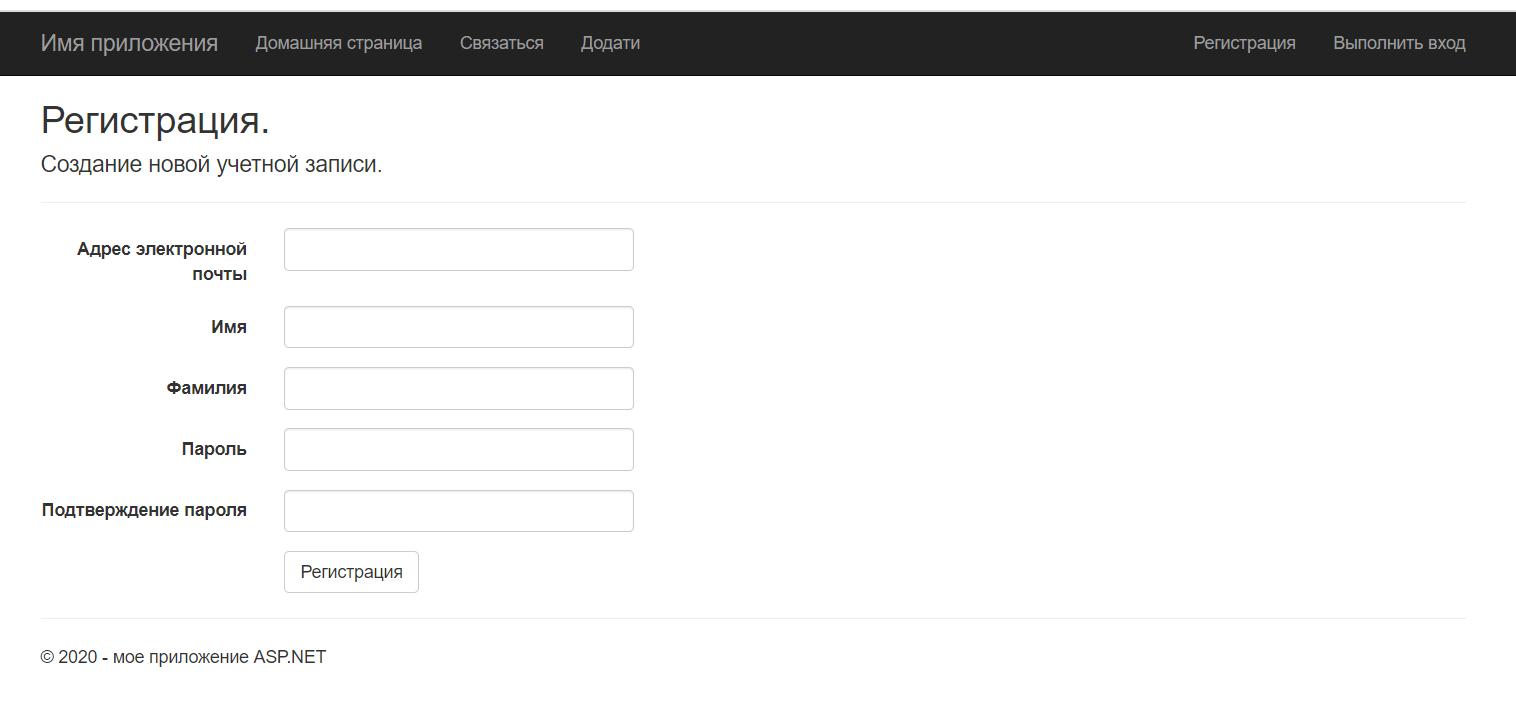 Имя приложения Домашняя страница Связаться Додати Регистрация Выполнить вход
Регистрация.
Создание новой учетной записи.
Адрес электронной
почты
Имя
Фамилия
Пароль
Подтверждение пароля
Регистрация
© 2020 - мое приложение ASP.NET